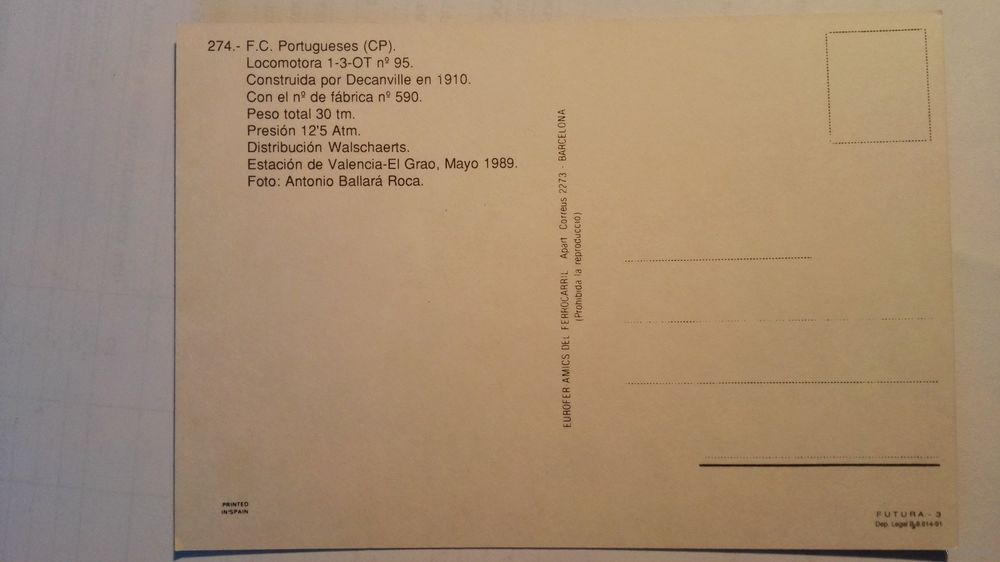 274.- F.C. Portugueses (CP).
Locomotora 1-3-OT nº 95.
Construida por Decanville en 1910.
Con el nº de fábrica nº 590.
Peso total 30 tm.
Presión 12'5 Atm.
Distribución Walschaerts.
Estación de Valencia-El Grao, Mayo 1989.
Foto: Antonio Ballará Roca.
EUROFER AMICS DEL FERROCARRIL Apart Correus 2273 - BARCELONA
(Prohibida la reproducció)
PRINTED
IN SPAIN
FUTURA - 3
Dep. Legal